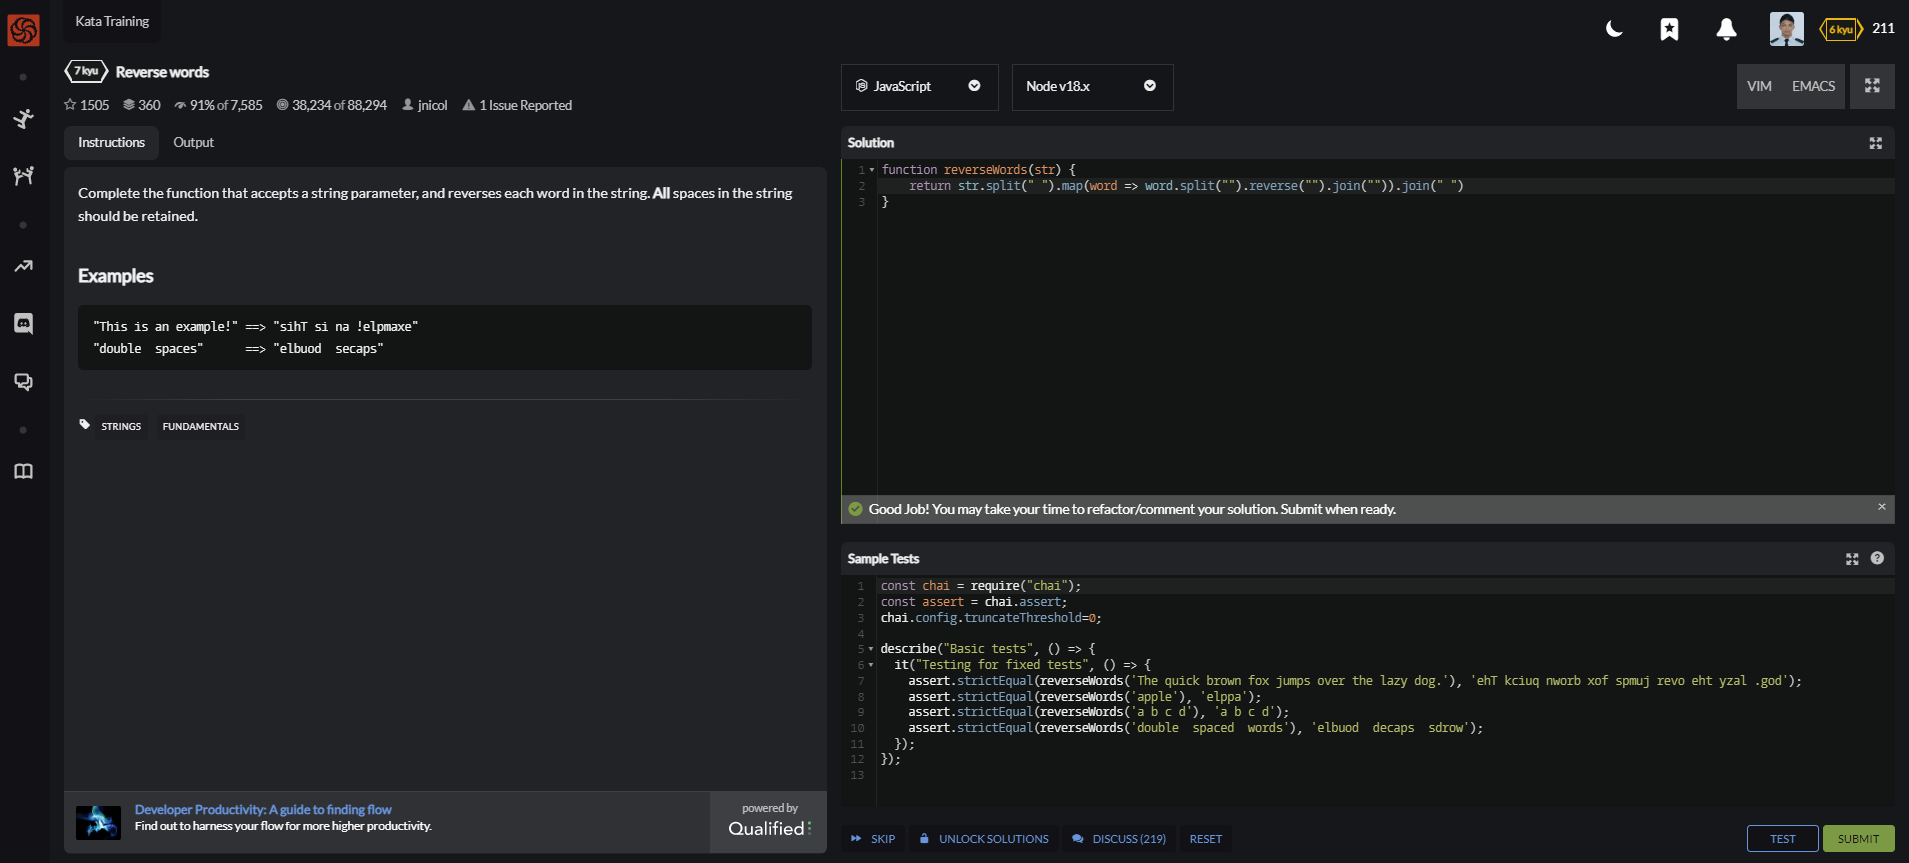 Kata Training
6 kyu 211
7 kyu Reverse words
1505 360 91% of 7,585 38,234 of 88,294 jnicol 1 Issue Reported
Instructions Output
Complete the function that accepts a string parameter, and reverses each word in the string. All spaces in the string
should be retained.
Examples
"This is an example!" ==> "sihT si na !elpmaxe"
"double  spaces"      ==> "elbuod  secaps"
STRINGS FUNDAMENTALS
Developer Productivity: A guide to finding flow
Find out to harness your flow for more higher productivity.
powered by
Qualified
JavaScript Node v18.x VIM EMACS
Solution
1 function reverseWords(str) {
2     return str.split(" ").map(word => word.split("").reverse("").join("")).join(" ")
3 }
Good Job! You may take your time to refactor/comment your solution. Submit when ready. ×
Sample Tests
1 const chai = require("chai");
2 const assert = chai.assert;
3 chai.config.truncateThreshold=0;
4
5 describe("Basic tests", () => {
6   it("Testing for fixed tests", () => {
7     assert.strictEqual(reverseWords('The quick brown fox jumps over the lazy dog.'), 'ehT kciuq nworb xof spmuj revo eht yzal .god');
8     assert.strictEqual(reverseWords('apple'), 'elppa');
9     assert.strictEqual(reverseWords('a b c d'), 'a b c d');
10     assert.strictEqual(reverseWords('double  spaced  words'), 'elbuod  decaps  sdrow');
11   });
12 });
13
SKIP UNLOCK SOLUTIONS DISCUSS (219) RESET TEST SUBMIT